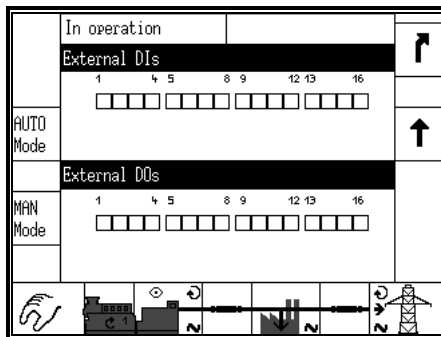 In operation
External DIs
1 4 5 8 9 12 13 16
AUTO
Mode
External DOs
MAN
Mode
1 4 5 8 9 12 13 16
1